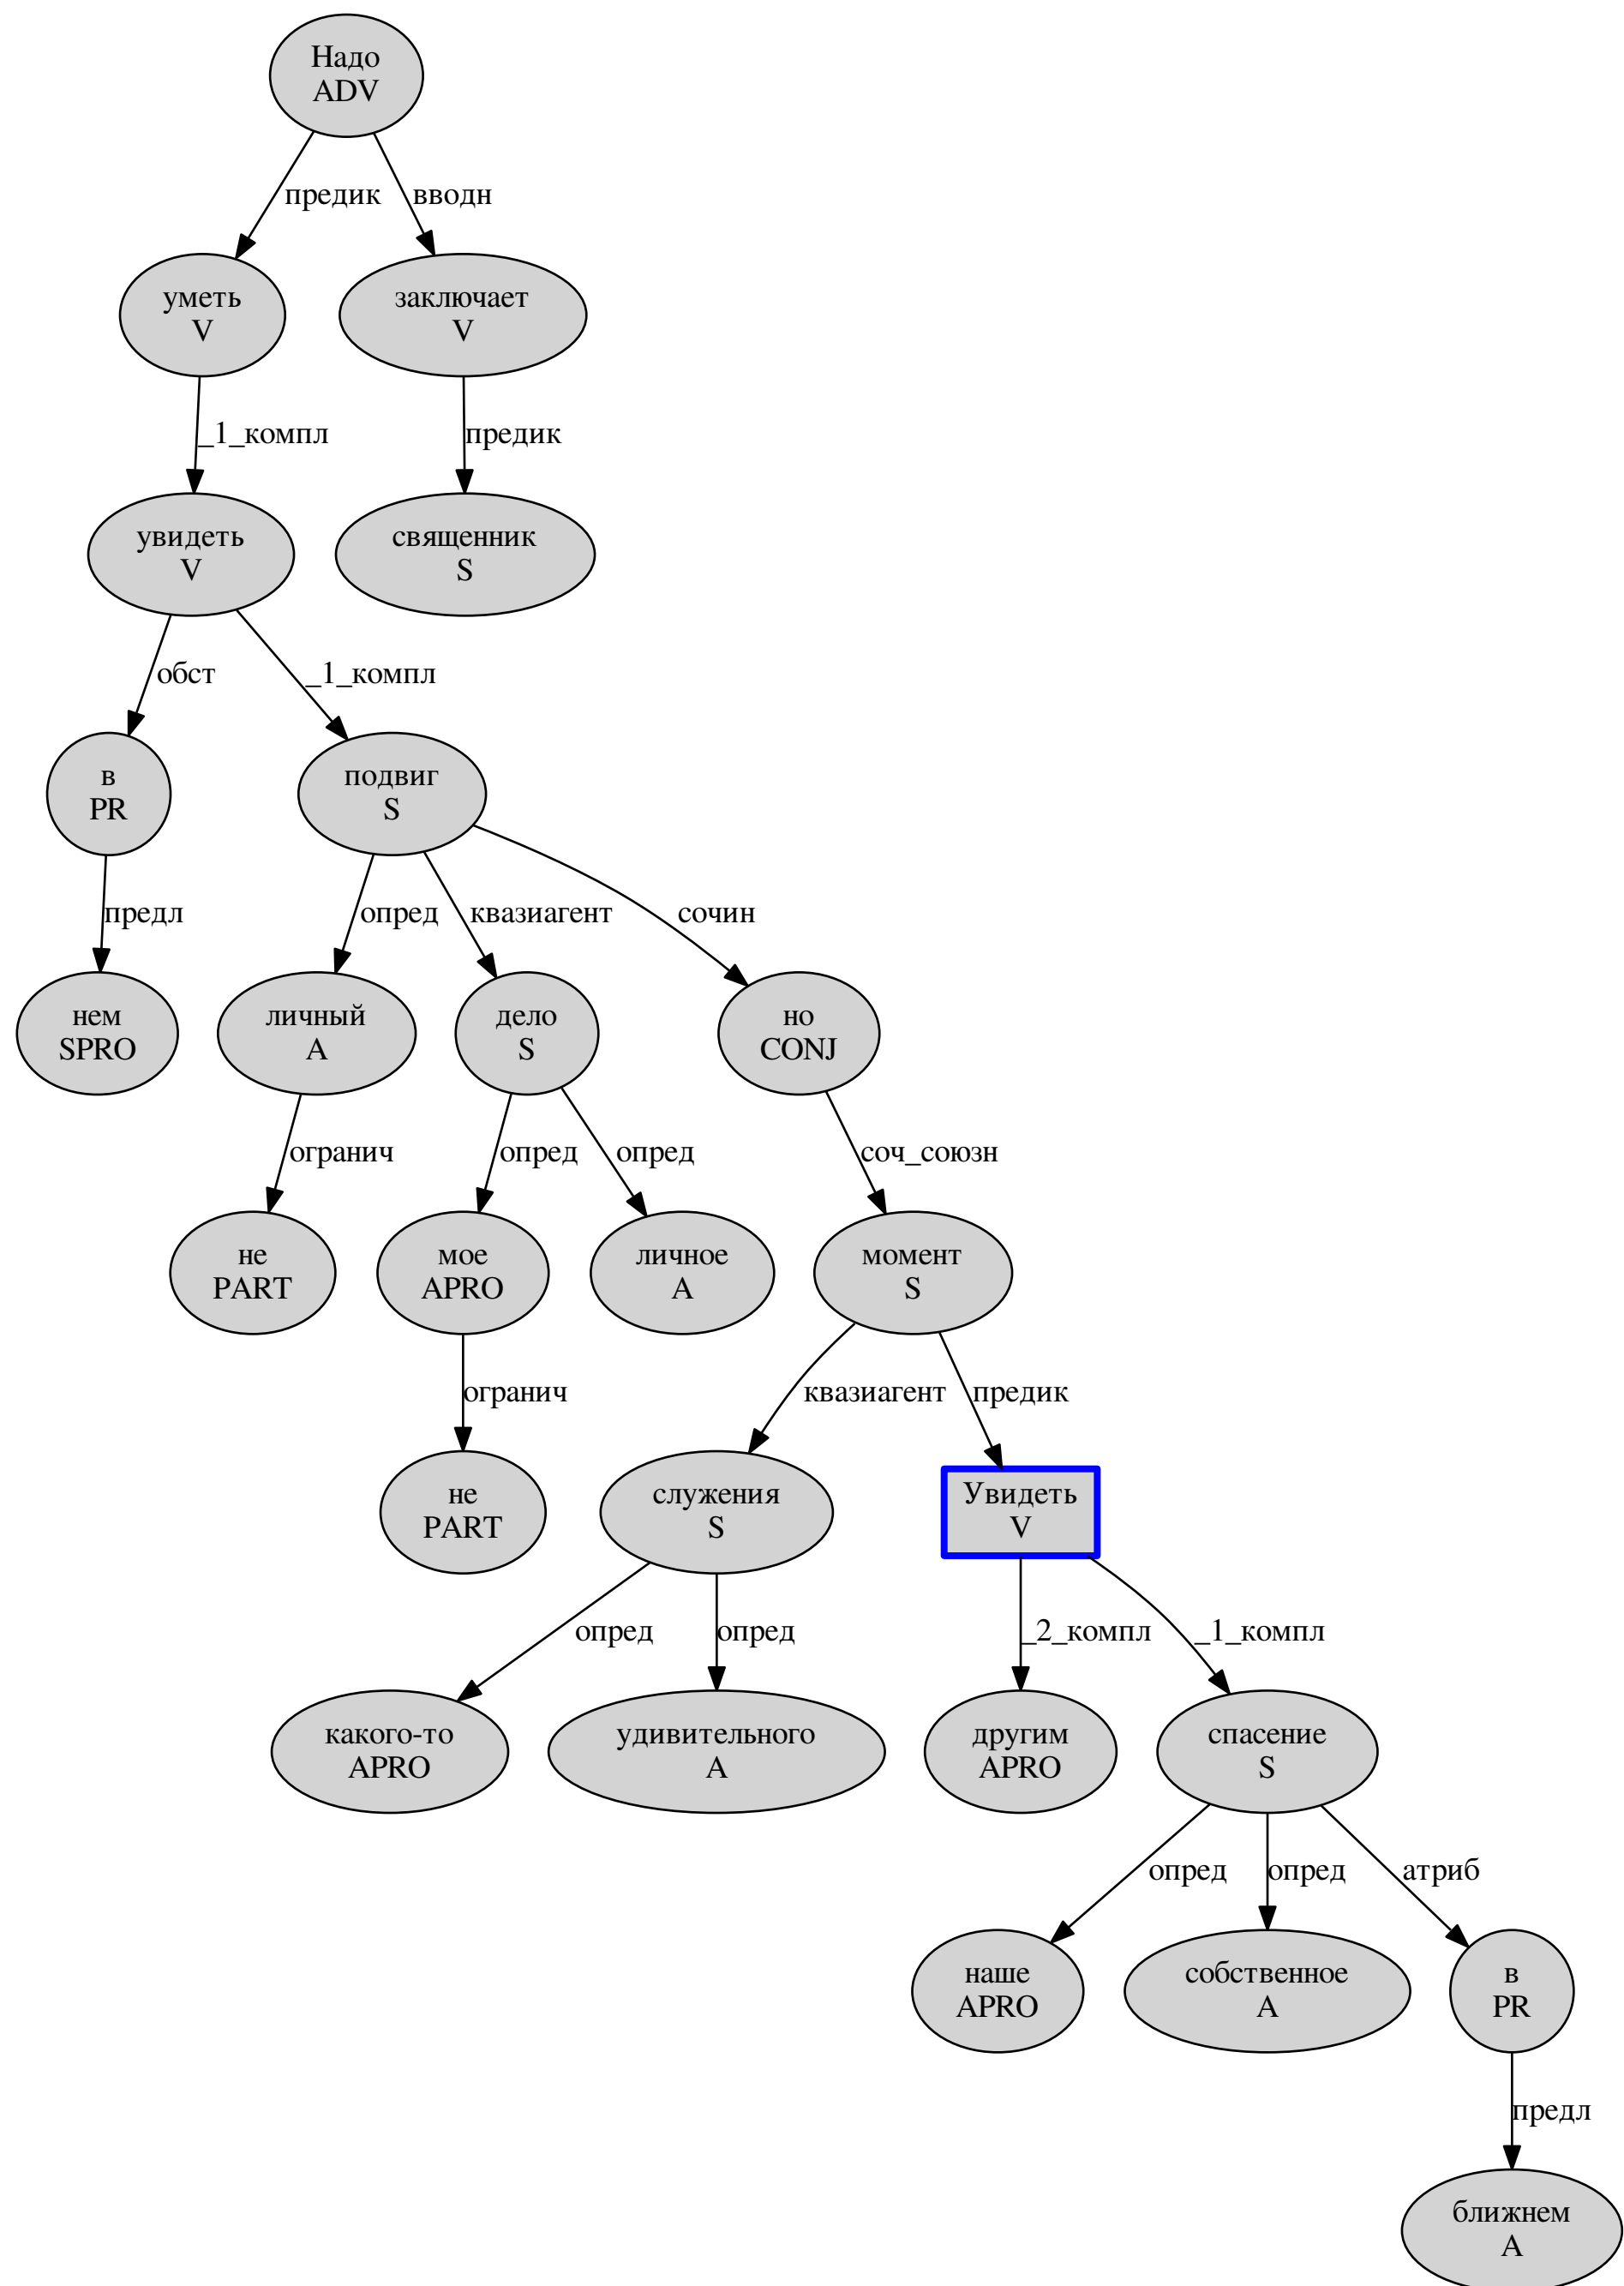 Надо
ADV
предик
вводн
уметь
V
заключает
V
_1_компл
предик
увидеть
V
священник
S
обст
_1_компл
в
PR
подвиг
S
предл
опред
квазиагент
сочин
нем
SPRO
личный
A
дело
S
но
CONJ
огранич
опред
опред
соч_союзн
не
PART
мое
APRO
личное
A
момент
S
огранич
квазиагент
предик
не
PART
служения
S
Увидеть
V
опред
опред
_2_компл
_1_компл
какого-то
APRO
удивительного
A
другим
APRO
спасение
S
опред
опред
атриб
наше
APRO
собственное
A
в
PR
предл
ближнем
A